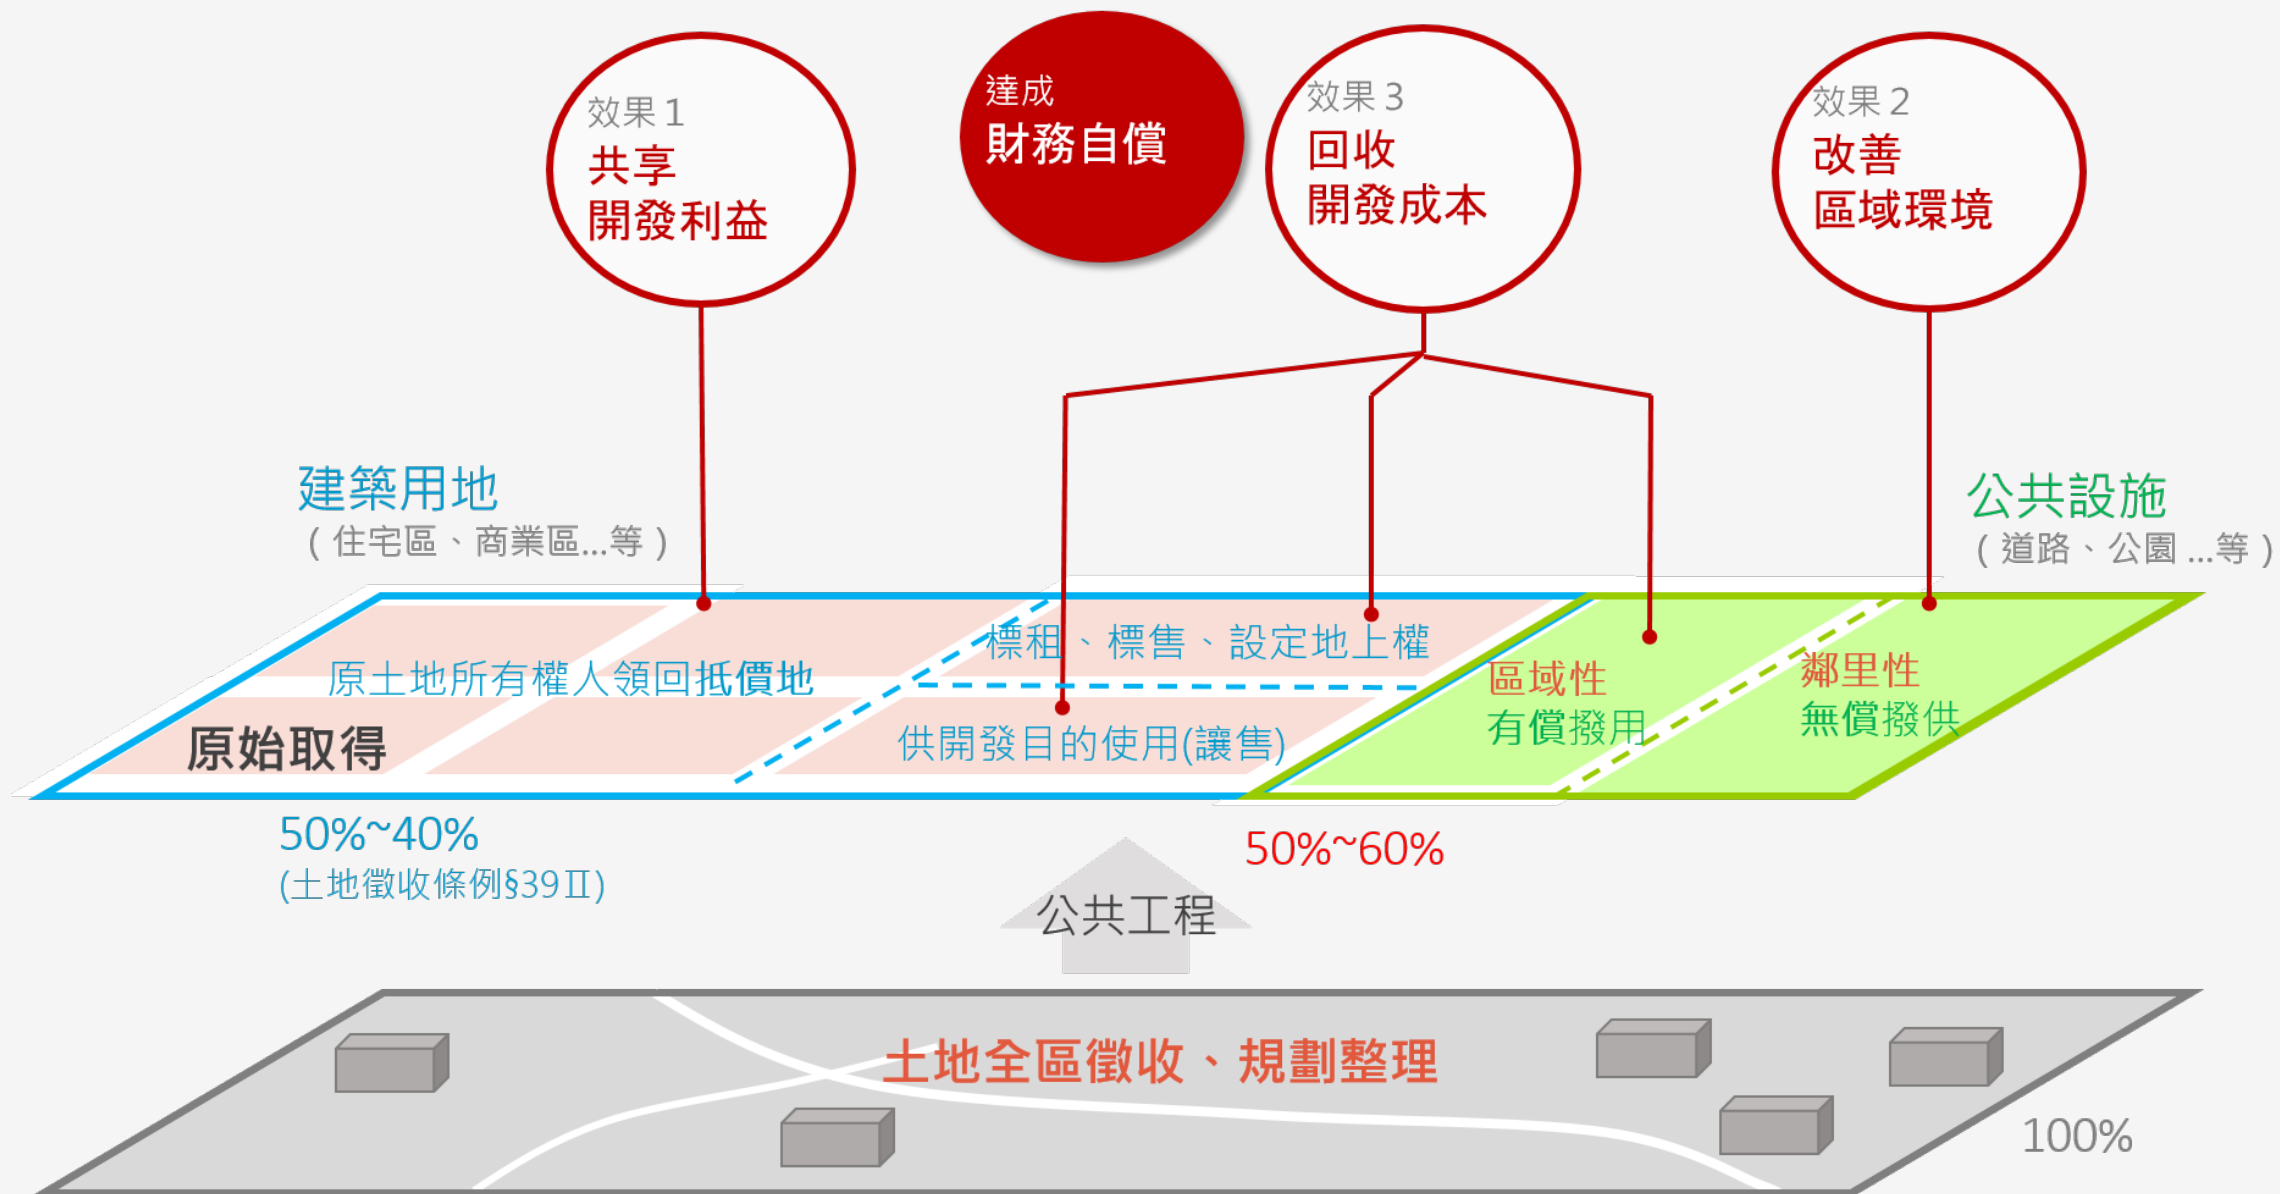 效果 1
共享
開發利益
達成
財務自償
效果 3
回收
開發成本
效果 2
改善
區域環境
建築用地
（住宅區、商業區...等）
公共設施
（道路、公園 ...等）
原土地所有權人領回抵價地
原始取得
標租、標售、設定地上權
供開發目的使用(讓售)
區域性
有償撥用
鄰里性
無償撥供
50%~40%
(土地徵收條例§39Ⅱ)
50%~60%
公共工程
土地全區徵收、規劃整理
100%